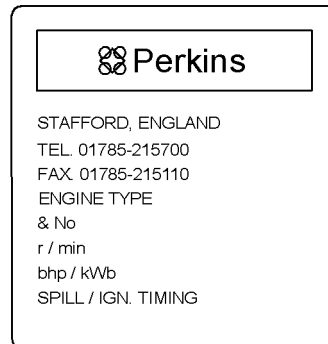 Perkins
STAFFORD, ENGLAND
TEL. 01785-215700
FAX. 01785-215110
ENGINE TYPE
& No
r / min
bhp / kWb
SPILL / IGN. TIMING